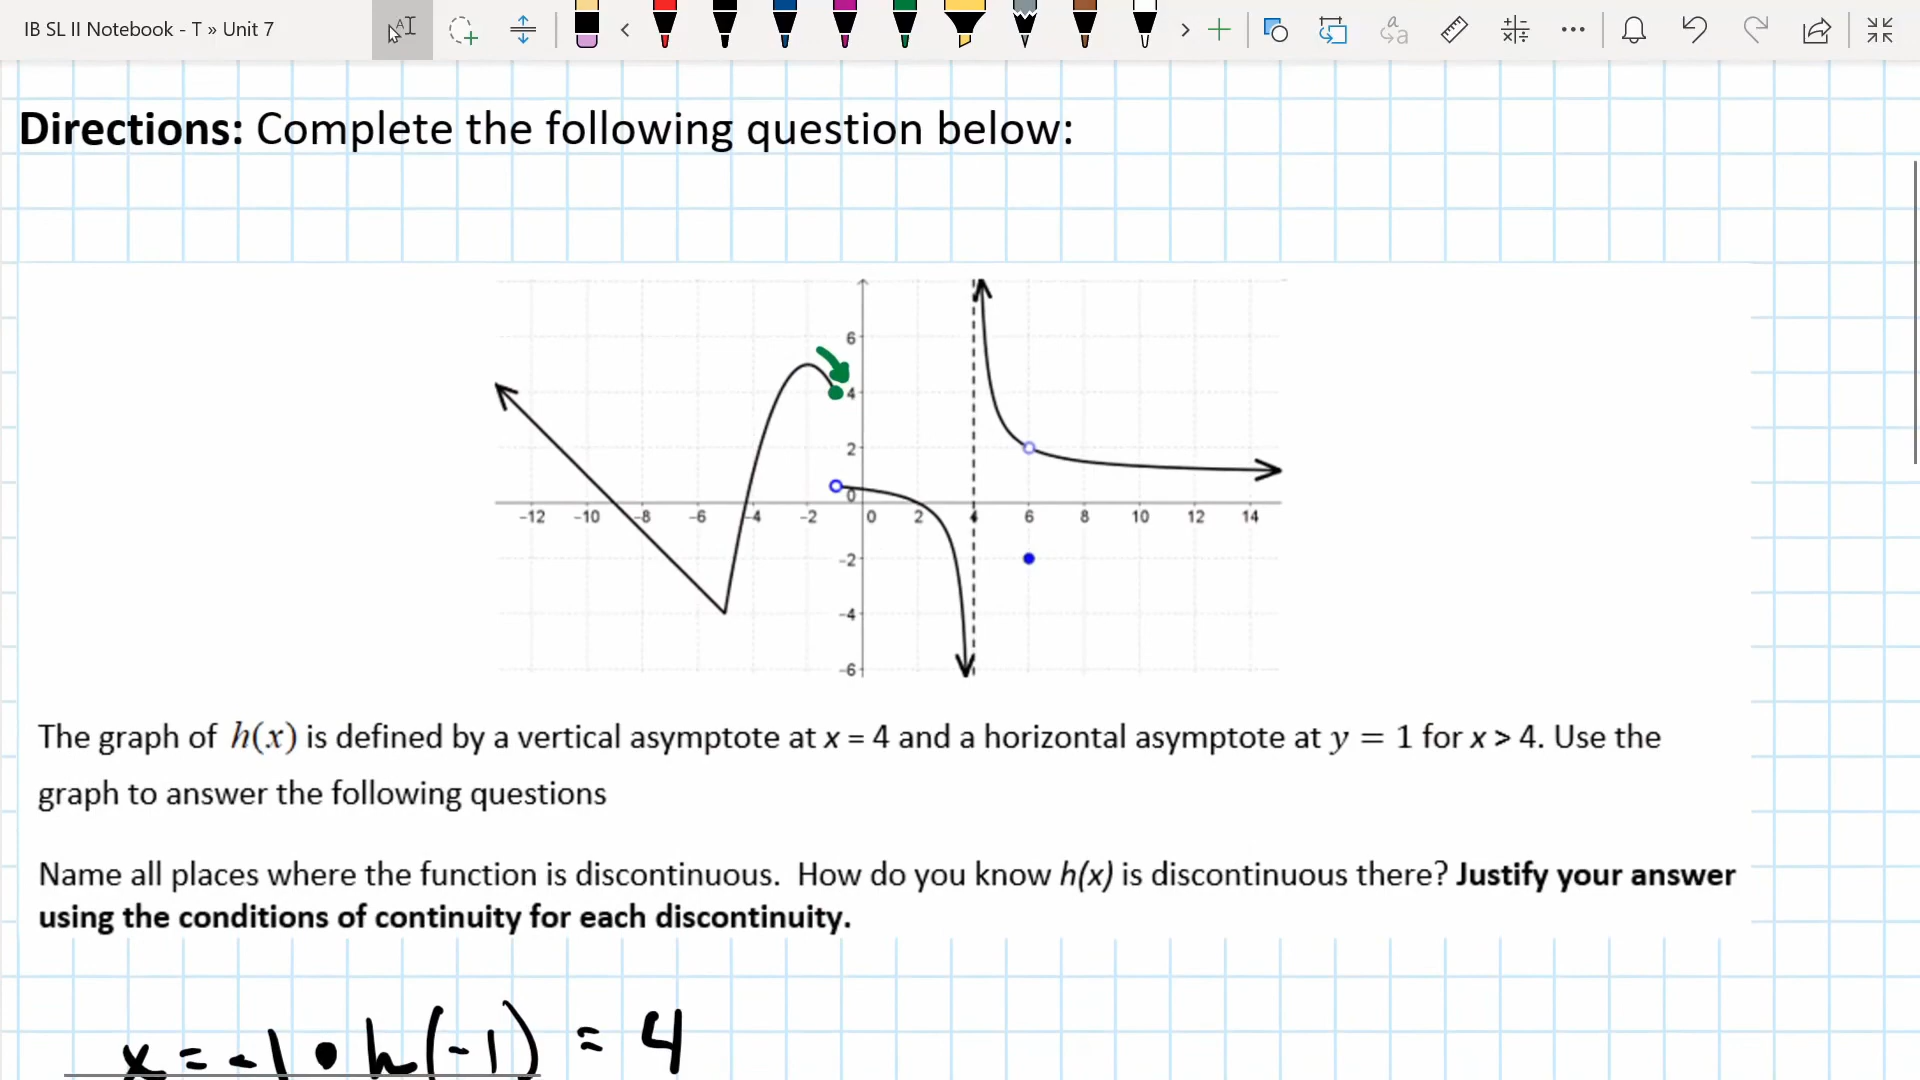 IB SL II Notebook - T » Unit 7
Directions: Complete the following question below:
6
4
2
0
-12 -10 -8 -6 -4 -2 0 2 4 6 8 10 12 14
-2
-4
-6
The graph of h(x) is defined by a vertical asymptote at x = 4 and a horizontal asymptote at y = 1 for x > 4. Use the
graph to answer the following questions
Name all places where the function is discontinuous. How do you know h(x) is discontinuous there? Justify your answer
using the conditions of continuity for each discontinuity.
x = -1 • h(-1) = 4